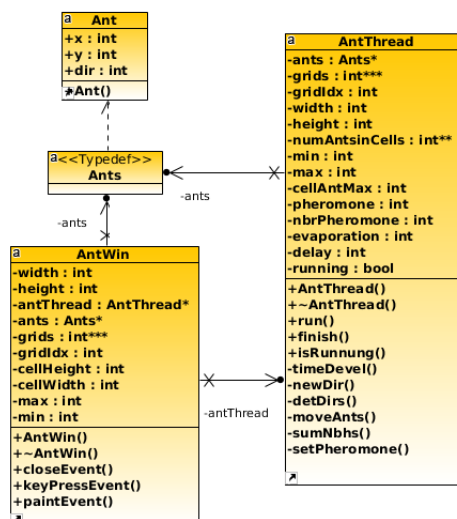 a
Ant
+x : int
+y : int
+dir : int
+Ant()
a
<<Typedef>>
Ants
-ants
-ants
a
AntWin
-width : int
-height : int
-antThread : AntThread*
-ants : Ants*
-grids : int***
-gridIdx : int
-cellHeight : int
-cellWidth : int
-max : int
-min : int
+AntWin()
+~AntWin()
+closeEvent()
+keyPressEvent()
+paintEvent()
-antThread
a
AntThread
-ants : Ants*
-grids : int***
-gridIdx : int
-width : int
-height : int
-numAntsinCells : int**
-min : int
-max : int
-cellAntMax : int
-pheromone : int
-nbrPheromone : int
-evaporation : int
-delay : int
-running : bool
+AntThread()
+~AntThread()
+run()
+finish()
+isRunnung()
-timeDevel()
-newDir()
-detDirs()
-moveAnts()
-sumNbhs()
-setPheromone()